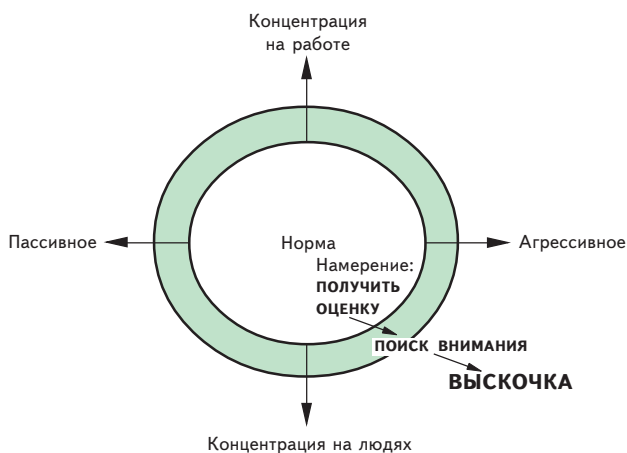 Концентрация
на работе
Пассивное
Агрессивное
Норма
Намерение:
ПОЛУЧИТЬ
ОЦЕНКУ
ПОИСК ВНИМАНИЯ
ВЫСКОЧКА
Концентрация на людях